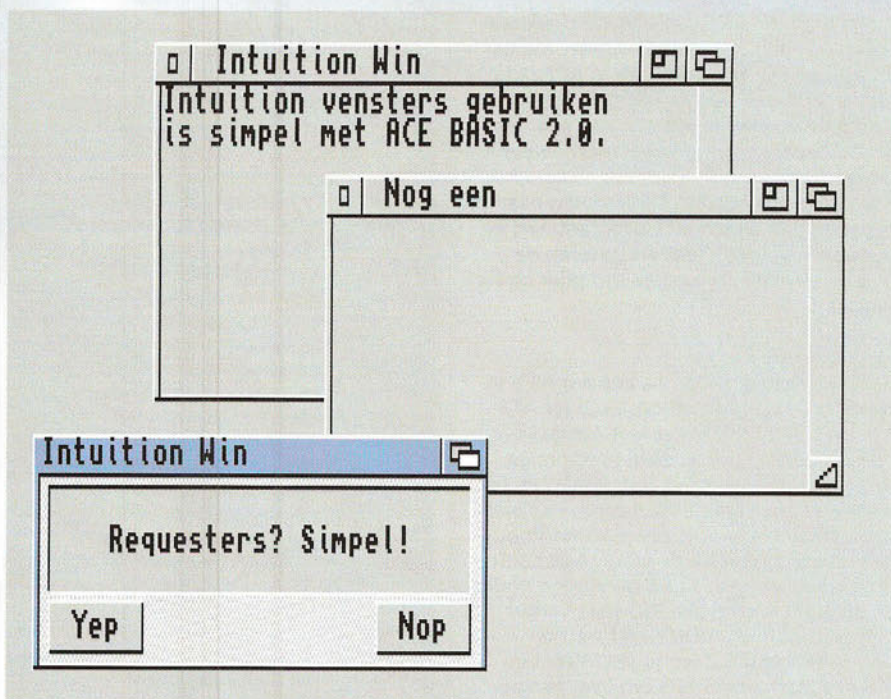 Intuition Win
Intuition vensters gebruiken
is simpel met ACE BASIC 2.0.
Nog een
Intuition Win
Requesters? Simpel!
Yep
Nop